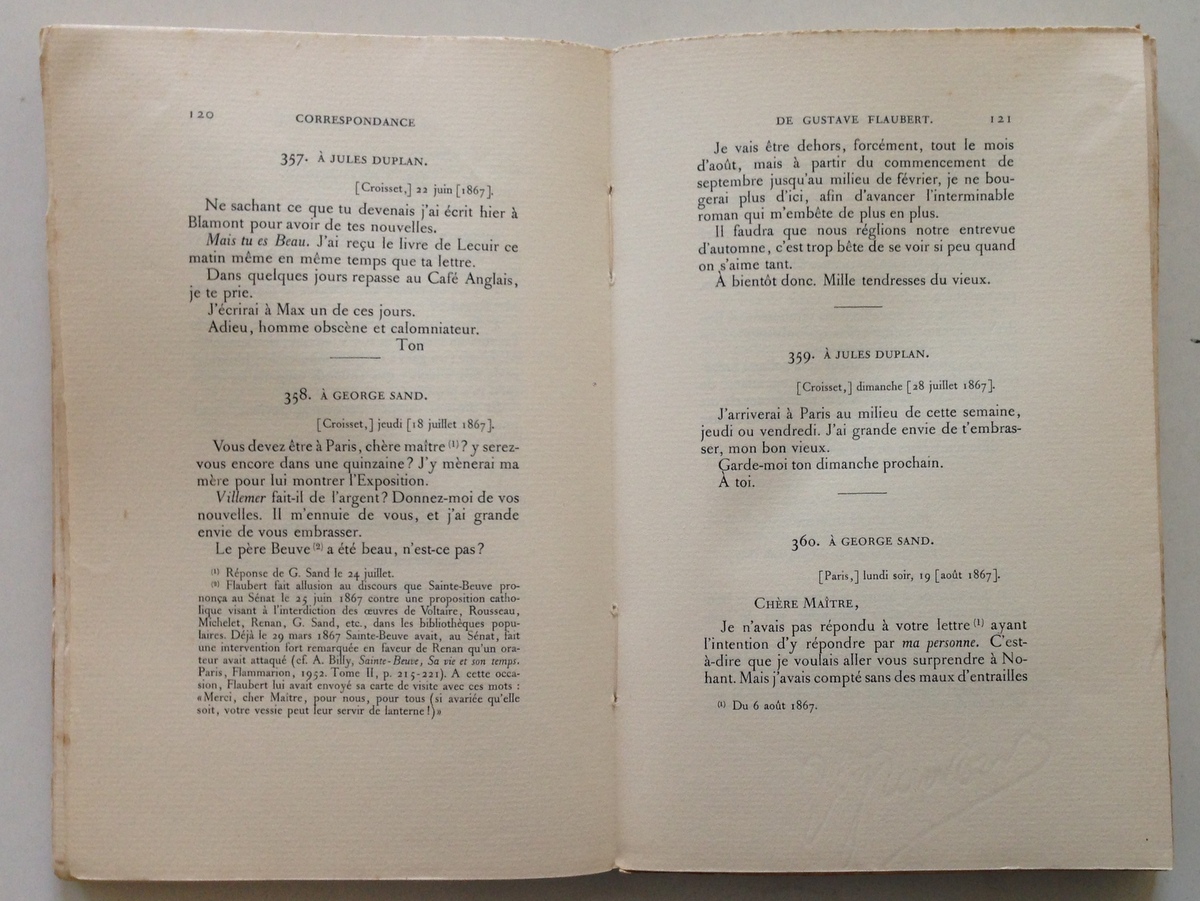 120
CORRESPONDANCE
357. À JULES DUPLAN.
[Croisset,] 22 juin [1867].
Ne sachant ce que tu devenais j'ai écrit hier à
Blamont pour avoir de tes nouvelles.
Mais tu es Beau. J'ai reçu le livre de Lecuir ce
matin même en même temps que ta lettre.
Dans quelques jours repasse au Café Anglais,
je te prie.
J'écrirai à Max un de ces jours.
Adieu, homme obscène et calomniateur.
Ton
358. À GEORGE SAND.
[Croisset,] jeudi [18 juillet 1867].
Vous devez être à Paris, chère maître (1) ? y serez-
vous encore dans une quinzaine ? J'y mènerai ma
mère pour lui montrer l'Exposition.
Villemer fait-il de l'argent ? Donnez-moi de vos
nouvelles. Il m'ennuie de vous, et j'ai grande
envie de vous embrasser.
Le père Beuve (2) a été beau, n'est-ce pas ?
(1) Réponse de G. Sand le 24 juillet.
(2) Flaubert fait allusion au discours que Sainte-Beuve pro-
nonça au Sénat le 25 juin 1867 contre une proposition catho-
lique visant à l'interdiction des œuvres de Voltaire, Rousseau,
Michelet, Renan, G. Sand, etc., dans les bibliothèques popu-
laires. Déjà le 29 mars 1867 Sainte-Beuve avait, au Sénat, fait
une intervention fort remarquée en faveur de Renan qu'un ora-
teur avait attaqué (cf. A. Billy, Sainte-Beuve, Sa vie et son temps.
Paris, Flammarion, 1952. Tome II, p. 215-221). A cette occa-
sion, Flaubert lui avait envoyé sa carte de visite avec ces mots :
« Merci, cher Maître, pour nous, pour tous (si avariée qu'elle
soit, votre vessie peut leur servir de lanterne !) »
DE GUSTAVE FLAUBERT.
121
Je vais être dehors, forcément, tout le mois
d'août, mais à partir du commencement de
septembre jusqu'au milieu de février, je ne bou-
gerai plus d'ici, afin d'avancer l'interminable
roman qui m'embête de plus en plus.
Il faudra que nous réglions notre entrevue
d'automne, c'est trop bête de se voir si peu quand
on s'aime tant.
À bientôt donc. Mille tendresses du vieux.
359. À JULES DUPLAN.
[Croisset,] dimanche [28 juillet 1867].
J'arriverai à Paris au milieu de cette semaine,
jeudi ou vendredi. J'ai grande envie de t'embras-
ser, mon bon vieux.
Garde-moi ton dimanche prochain.
À toi.
360. À GEORGE SAND.
[Paris,] lundi soir, 19 [août 1867].
CHÈRE MAÎTRE,
Je n'avais pas répondu à votre lettre (1) ayant
l'intention d'y répondre par ma personne. C'est-
à-dire que je voulais aller vous surprendre à No-
hant. Mais j'avais compté sans des maux d'entrailles
(1) Du 6 août 1867.